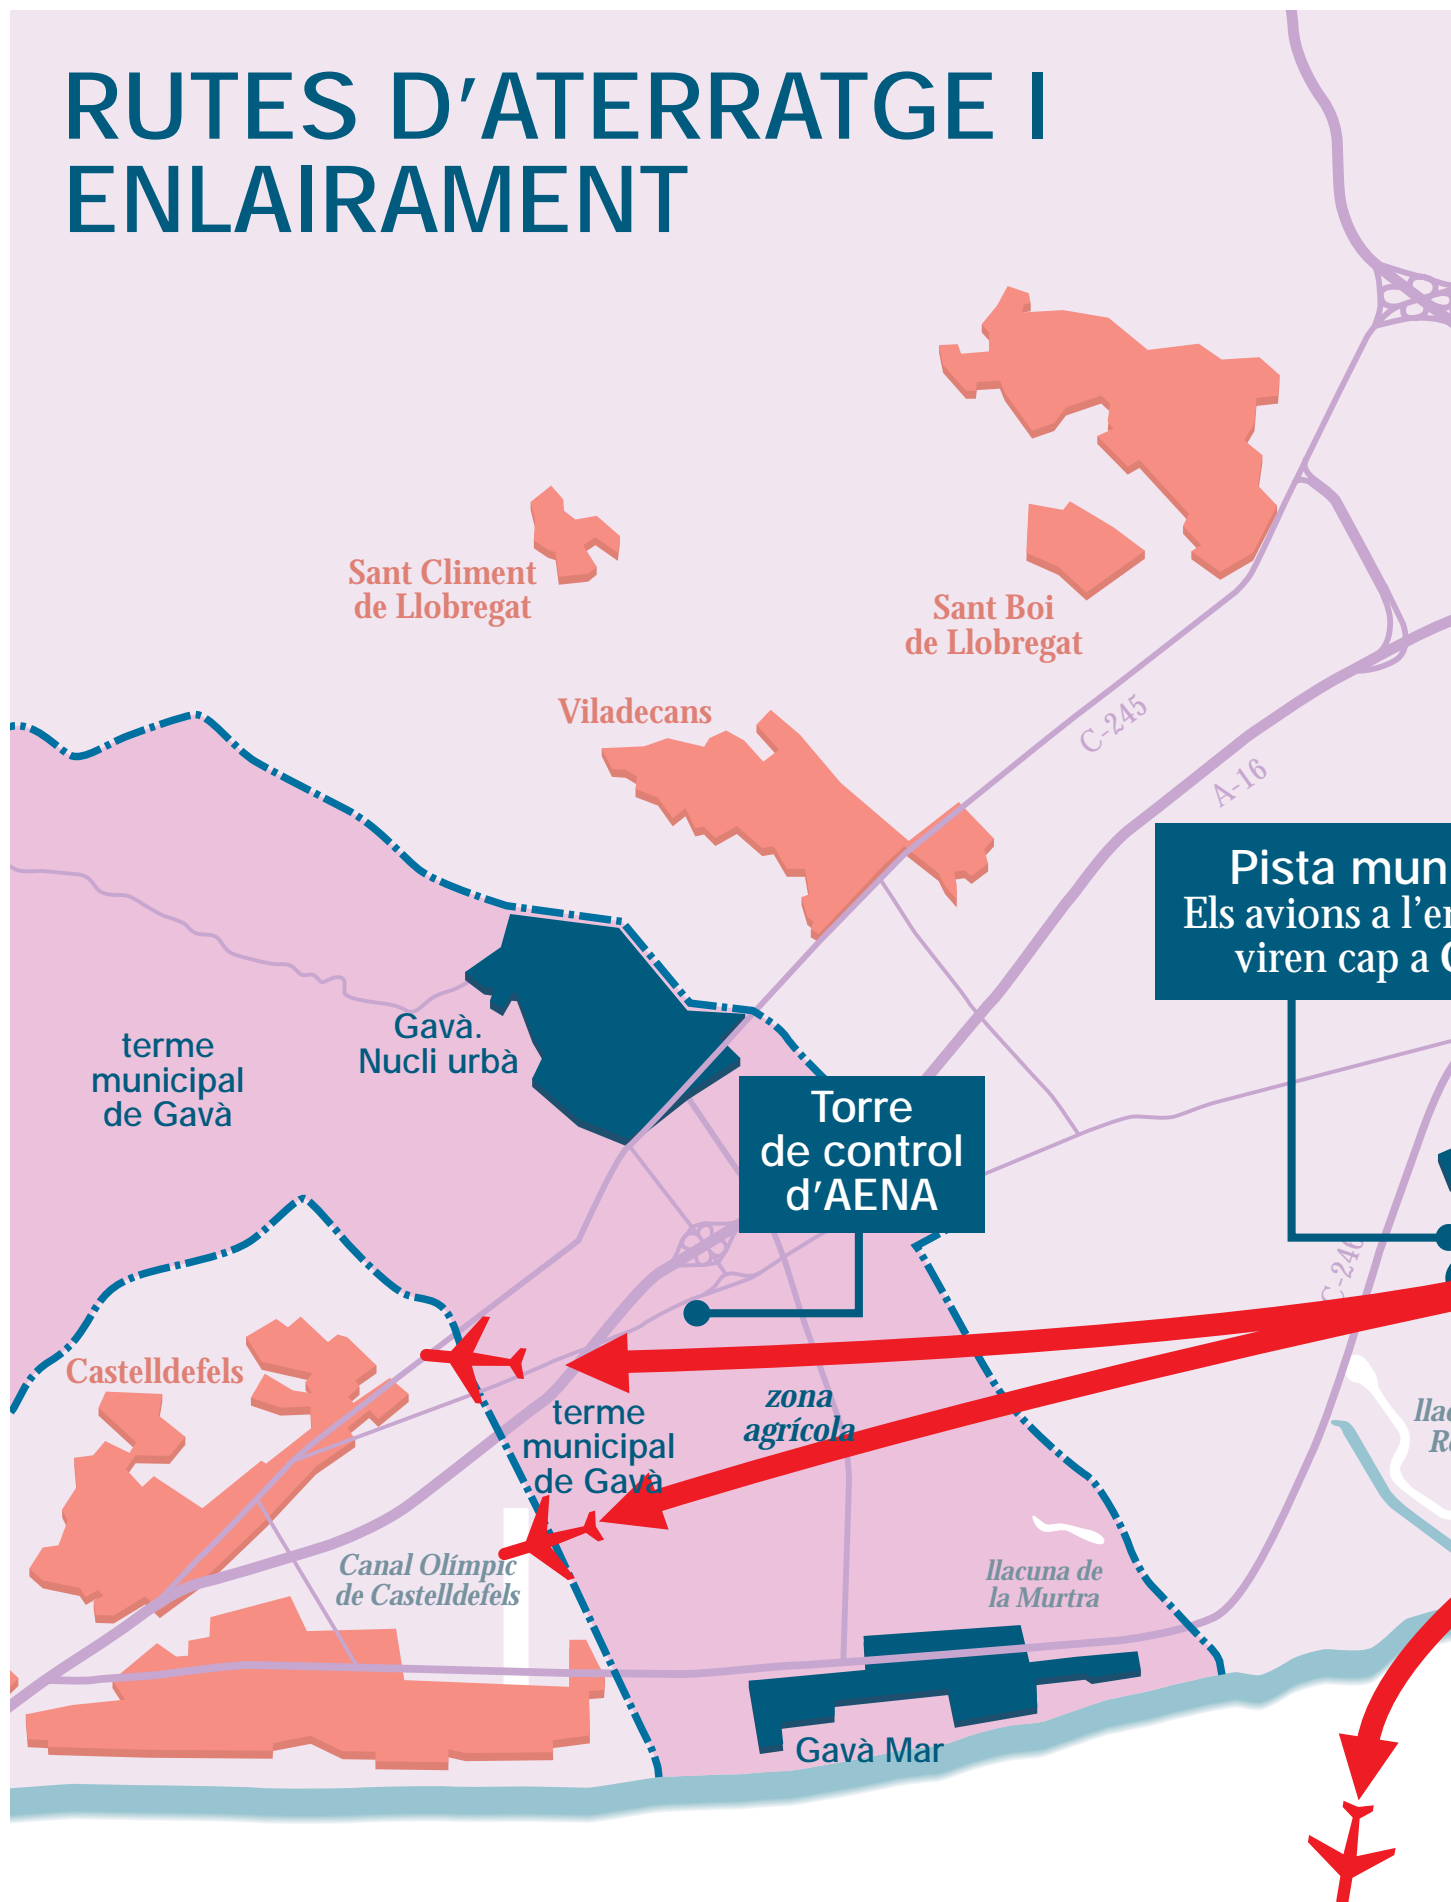 RUTES D'ATERRATGE I
ENLAIRAMENT
Sant Climent
de Llobregat
Sant Boi
de Llobregat
Viladecans
C-245
A-16
Pista mun
Els avions a l'en
viren cap a
Gavà.
Nucli urbà
terme
municipal
de Gavà
Torre
de control
d'AENA
C-246
Castelldefels
zona
agrícola
terme
municipal
de Gavà
Canal Olímpic
de Castelldefels
llacuna de
la Murtra
Gavà Mar